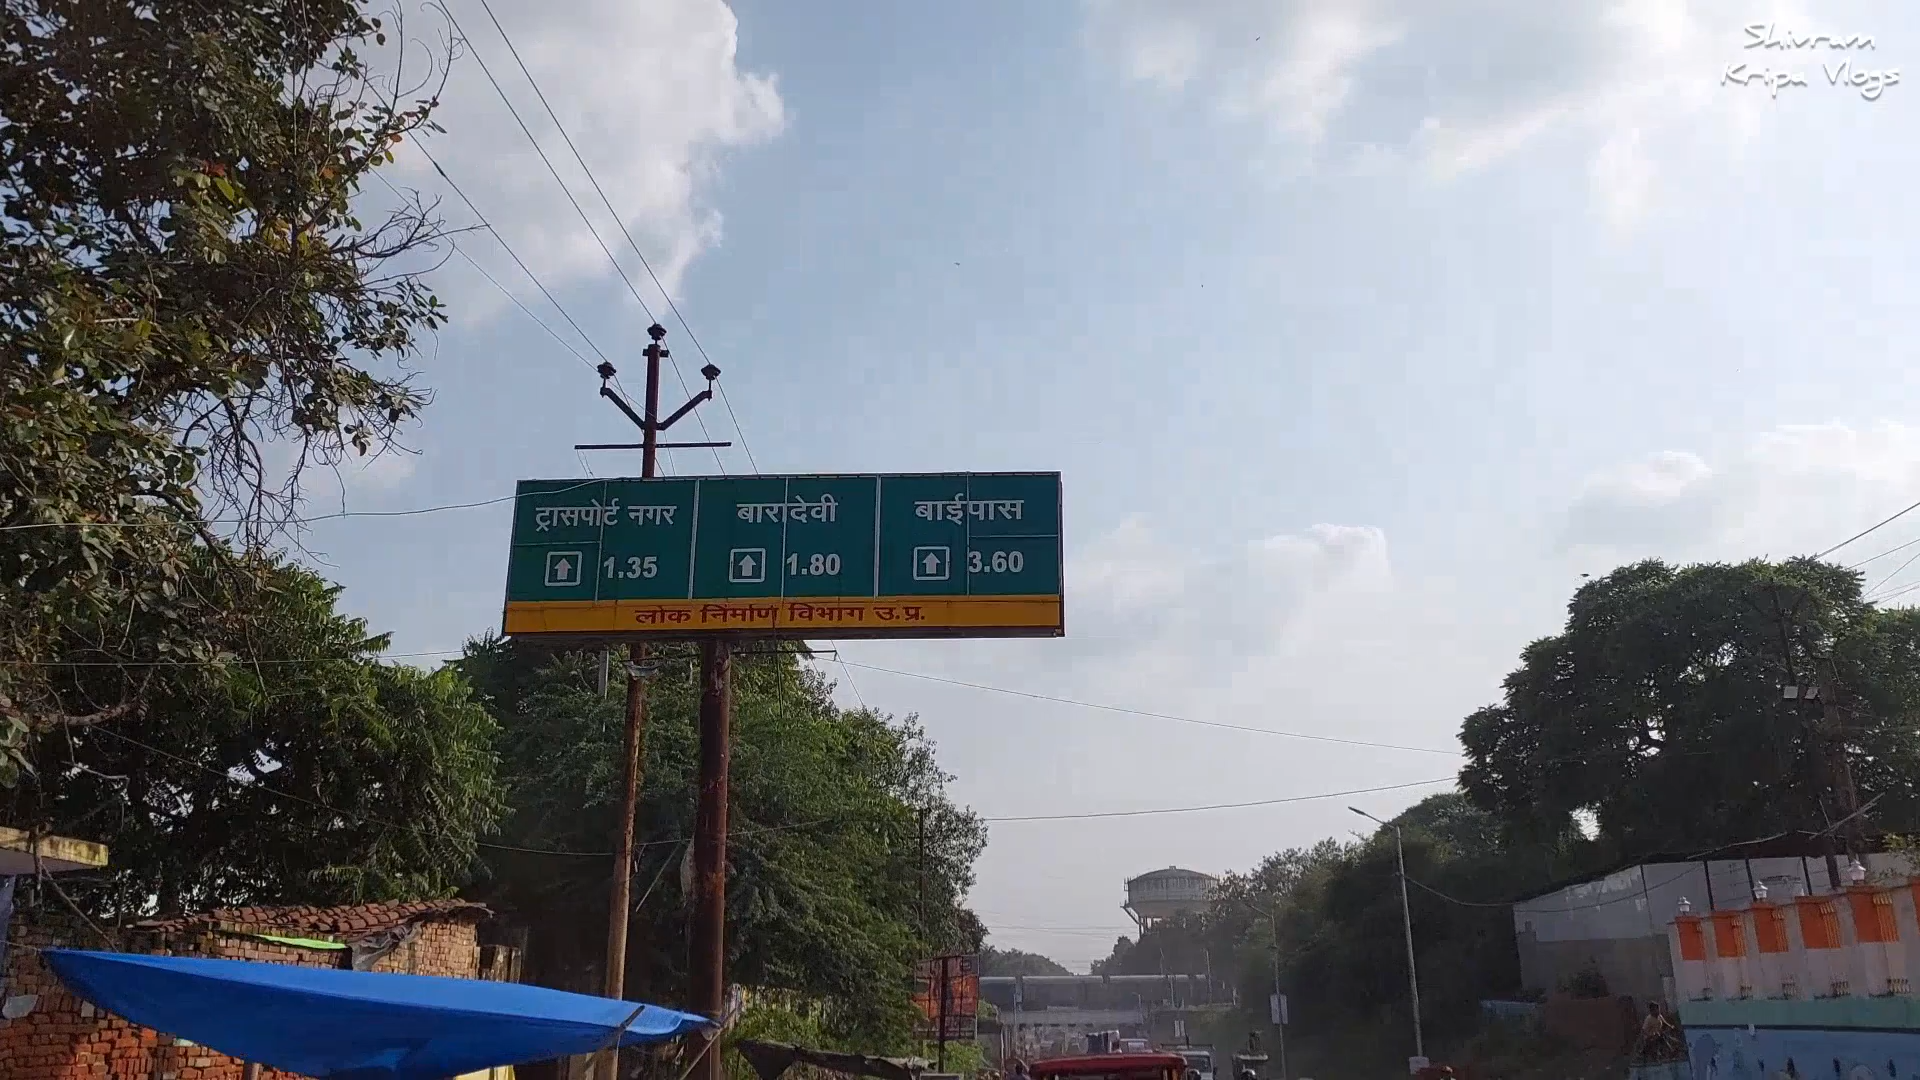 Shivram
Kripa Vlogs
ट्रासपोर्ट नगर
1.35
बारादेवी
1.80
बाईपास
3.60
लोक निर्माण विभाग उ.प्र.